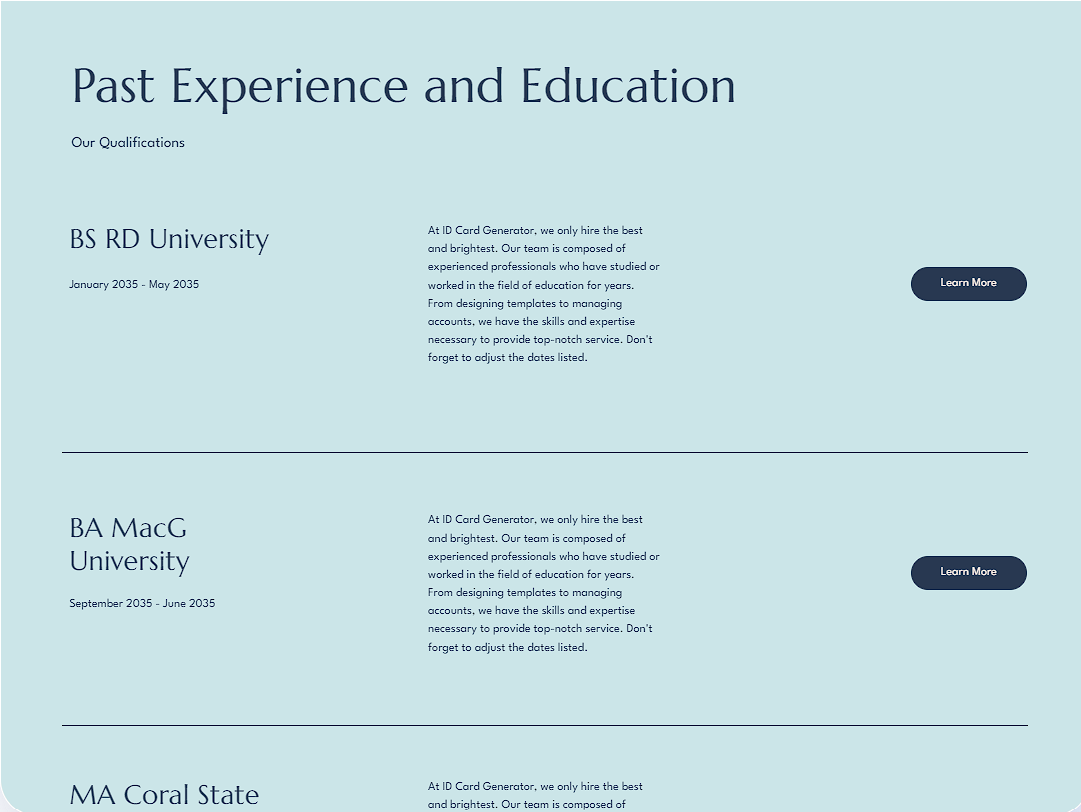 Past Experience and Education
Our Qualifications
BS RD University
January 2035 - May 2035
At ID Card Generator, we only hire the best
and brightest. Our team is composed of
experienced professionals who have studied or
worked in the field of education for years.
From designing templates to managing
accounts, we have the skills and expertise
necessary to provide top-notch service. Don't
forget to adjust the dates listed.
Learn More
BA MacG
University
September 2035 - June 2035
At ID Card Generator, we only hire the best
and brightest. Our team is composed of
experienced professionals who have studied or
worked in the field of education for years.
From designing templates to managing
accounts, we have the skills and expertise
necessary to provide top-notch service. Don't
forget to adjust the dates listed.
Learn More
MA Coral State
At ID Card Generator, we only hire the best
and brightest. Our team is composed of